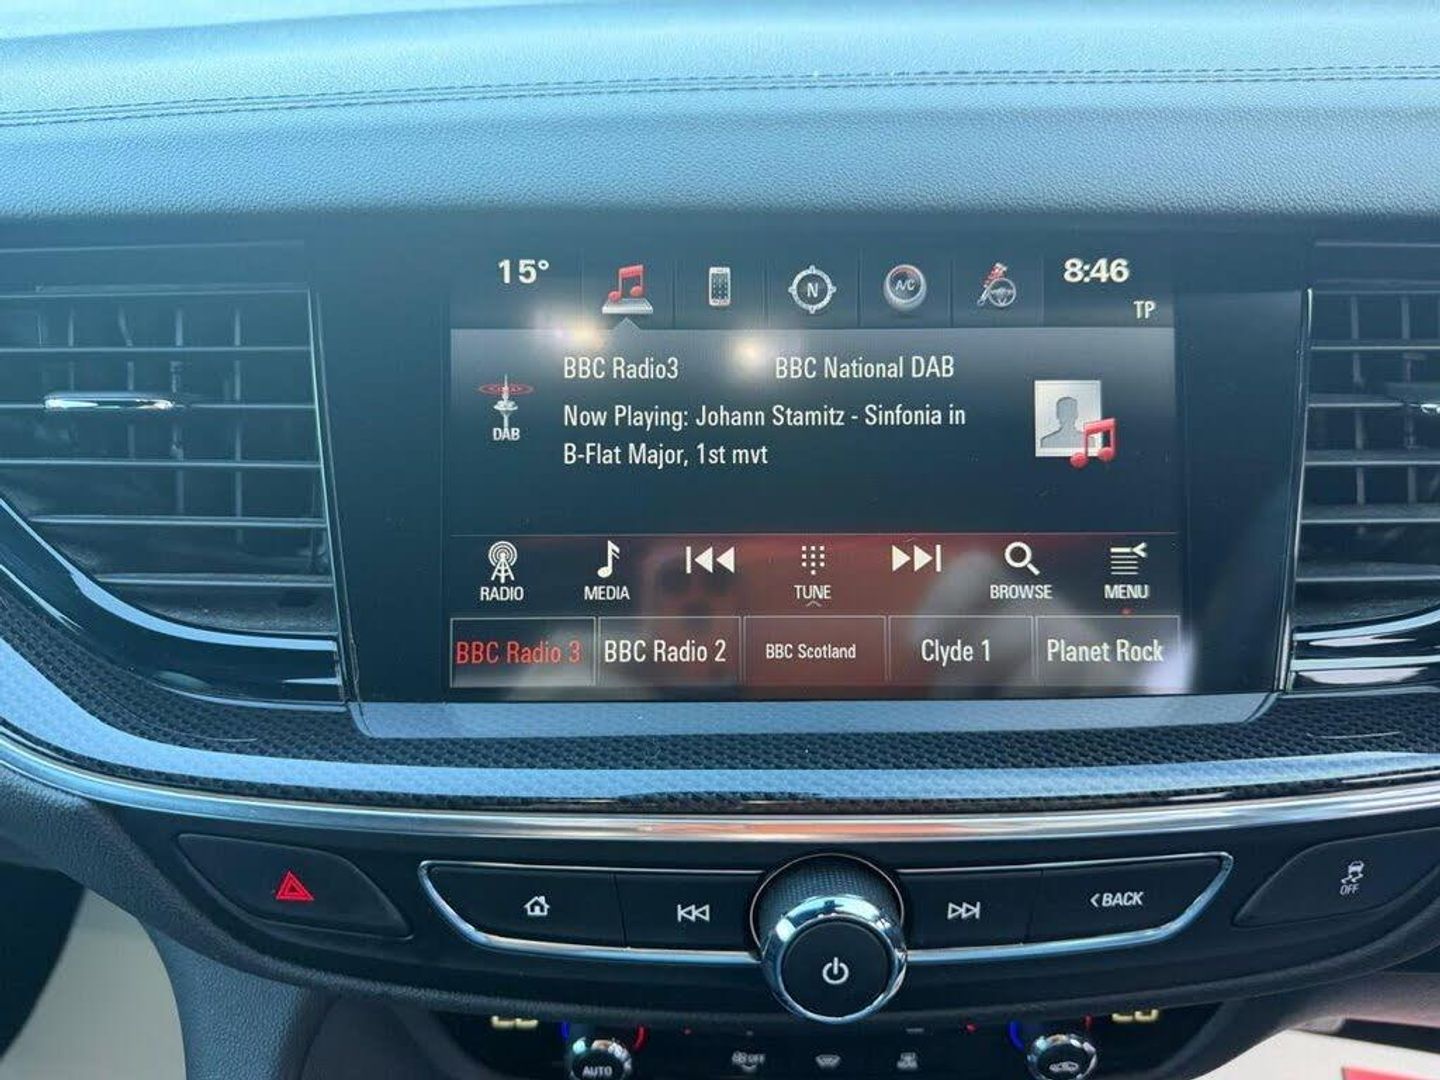 15° 8:46
N A/C
TP
BBC Radio3 BBC National DAB
DAB
Now Playing: Johann Stamitz - Sinfonia in
B-Flat Major, 1st mvt
RADIO MEDIA TUNE BROWSE MENU
BBC Radio 3 BBC Radio 2 BBC Scotland Clyde 1 Planet Rock
<BACK
OFF
OFF
AUTO